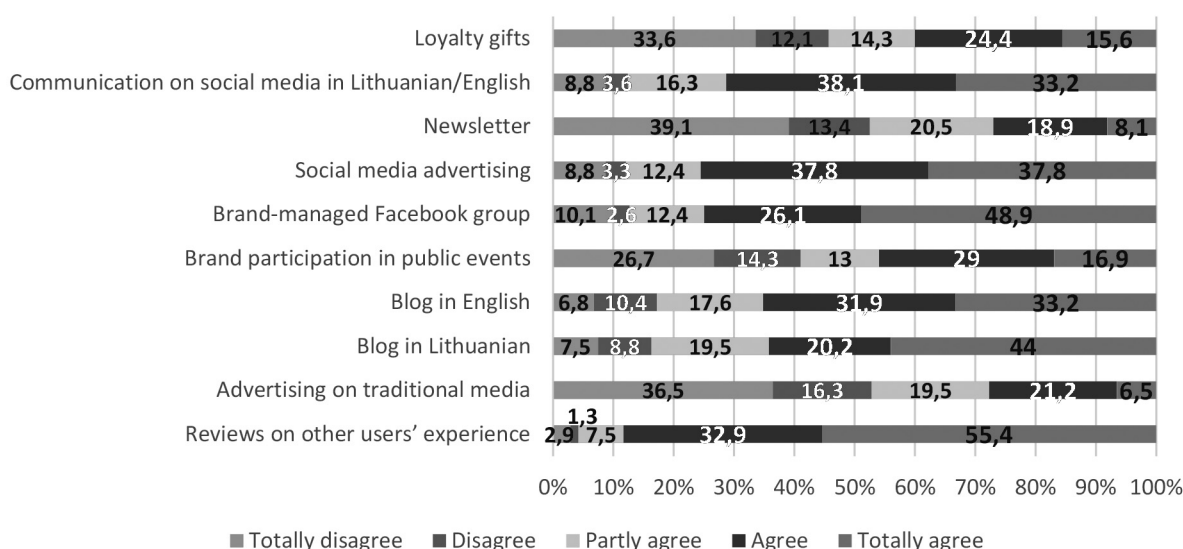 Loyalty gifts 33,6 12,1 14,3 24,4 15,6
Communication on social media in Lithuanian/English 8,8 3,6 16,3 38,1 33,2
Newsletter 39,1 13,4 20,5 18,9 8,1
Social media advertising 8,8 3,3 12,4 37,8 37,8
Brand-managed Facebook group 10,1 2,6 12,4 26,1 48,9
Brand participation in public events 26,7 14,3 13 29 16,9
Blog in English 6,8 10,4 17,6 31,9 33,2
Blog in Lithuanian 7,5 8,8 19,5 20,2 44
Advertising on traditional media 36,5 16,3 19,5 21,2 6,5
1,3
Reviews on other users’ experience 2,9 7,5 32,9 55,4
0% 10% 20% 30% 40% 50% 60% 70% 80% 90% 100%
Totally disagree Disagree Partly agree Agree Totally agree